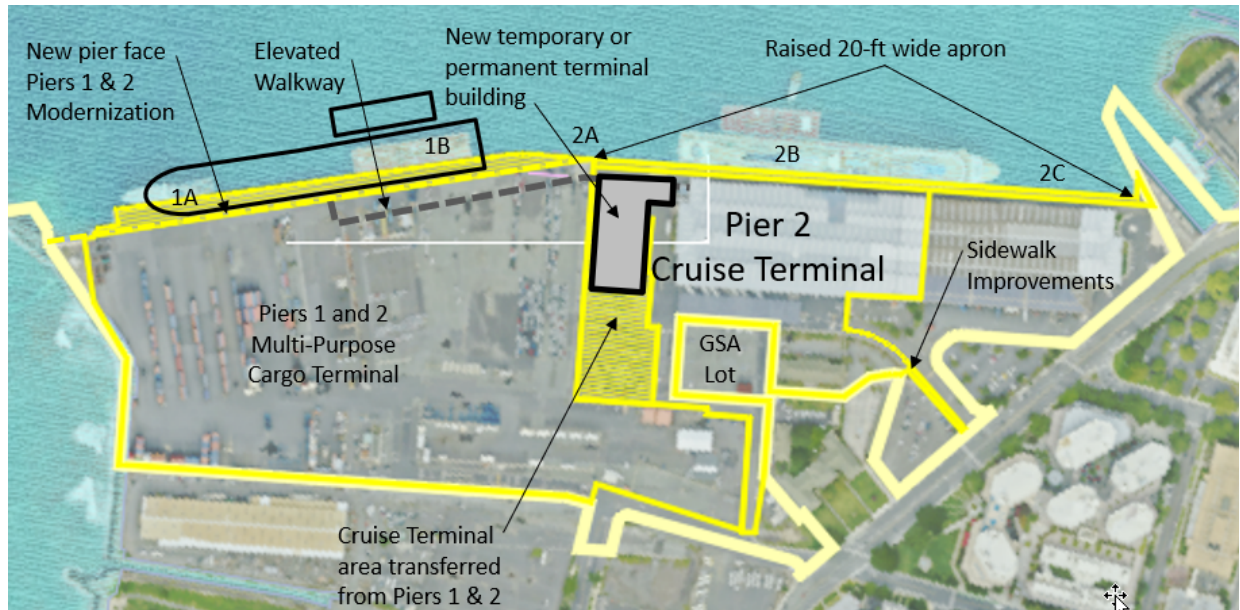 New pier face
Piers 1 & 2
Modernization
Elevated
Walkway
New temporary or
permanent terminal
building
Raised 20-ft wide apron
1A
1B
2A
2B
2C
Pier 2
Cruise Terminal
Sidewalk
Improvements
Piers 1 and 2
Multi-Purpose
Cargo Terminal
GSA
Lot
Cruise Terminal
area transferred
from Piers 1 & 2